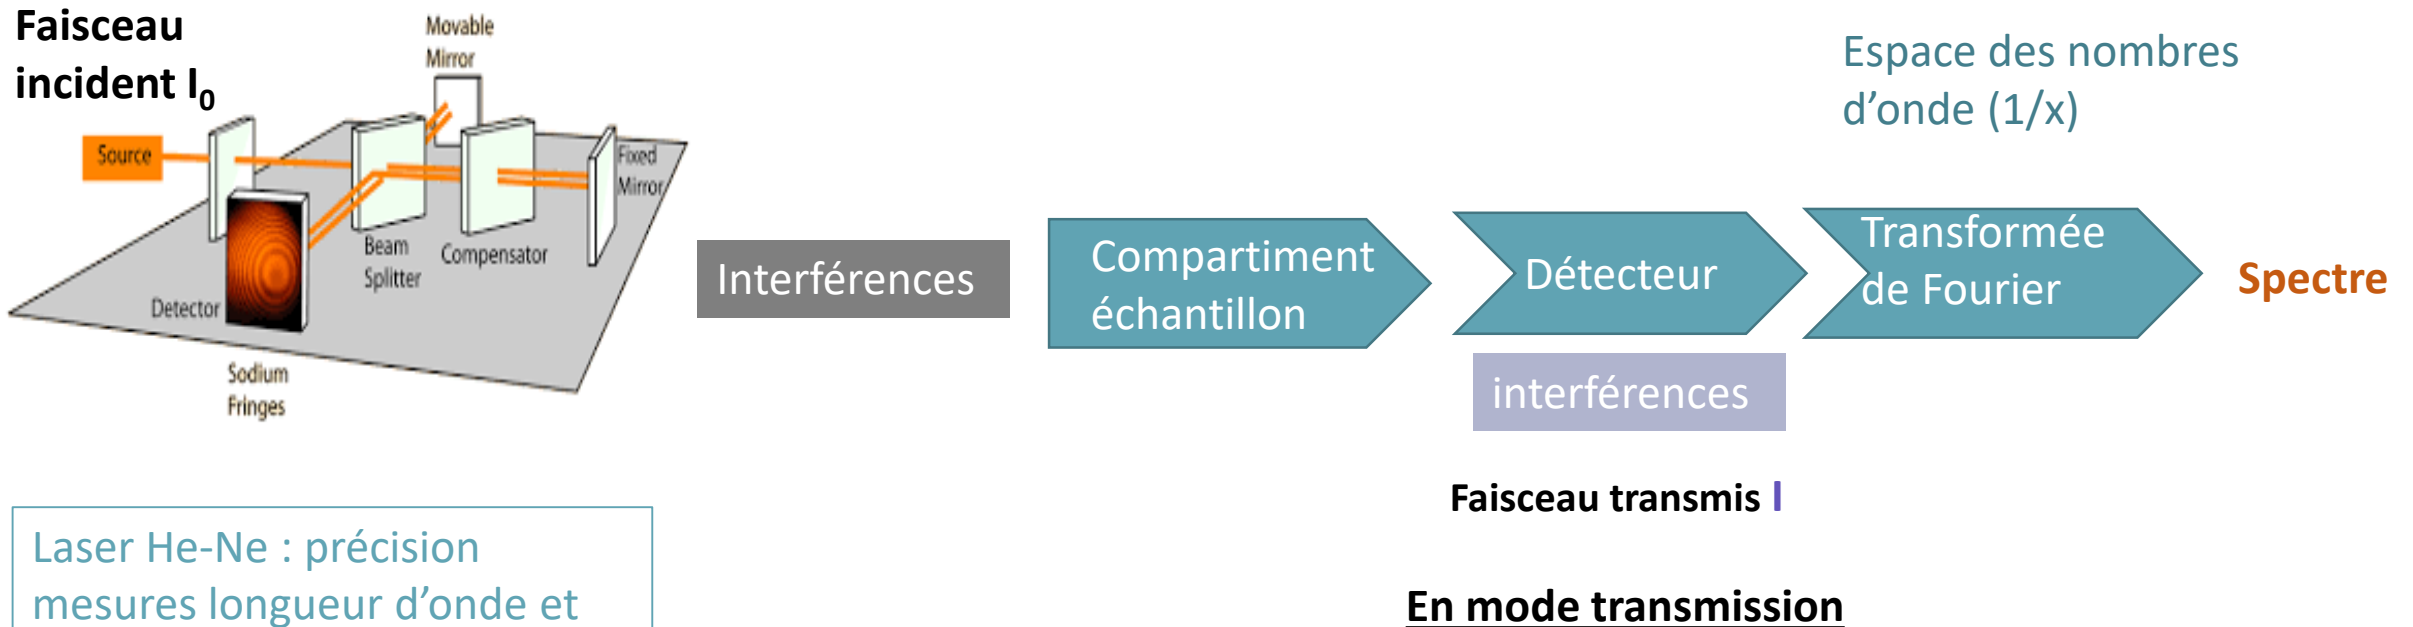 Faisceau
incident I0
Movable
Mirror
Source
Fixed
Mirror
Beam
Splitter
Compensator
Detector
Sodium
Fringes
Interférences
Compartiment
échantillon
Détecteur
interférences
Transformée
de Fourier
Espace des nombres
d’onde (1/x)
Spectre
Faisceau transmis I
En mode transmission
Laser He-Ne : précision
mesures longueur d’onde et